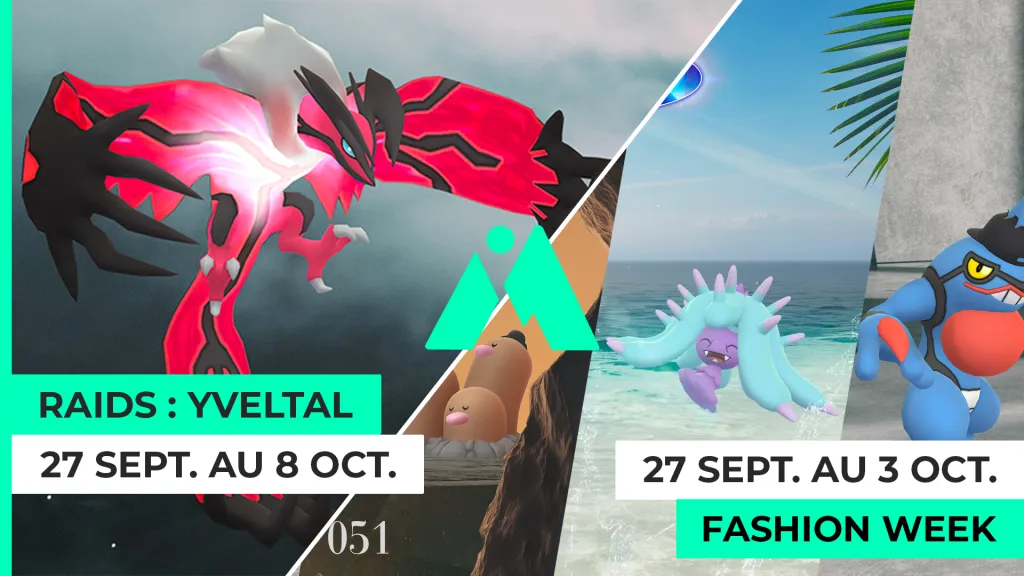 RAIDS : YVELTAL
27 SEPT. AU 8 OCT.
051
27 SEPT. AU 3 OCT.
FASHION WEEK